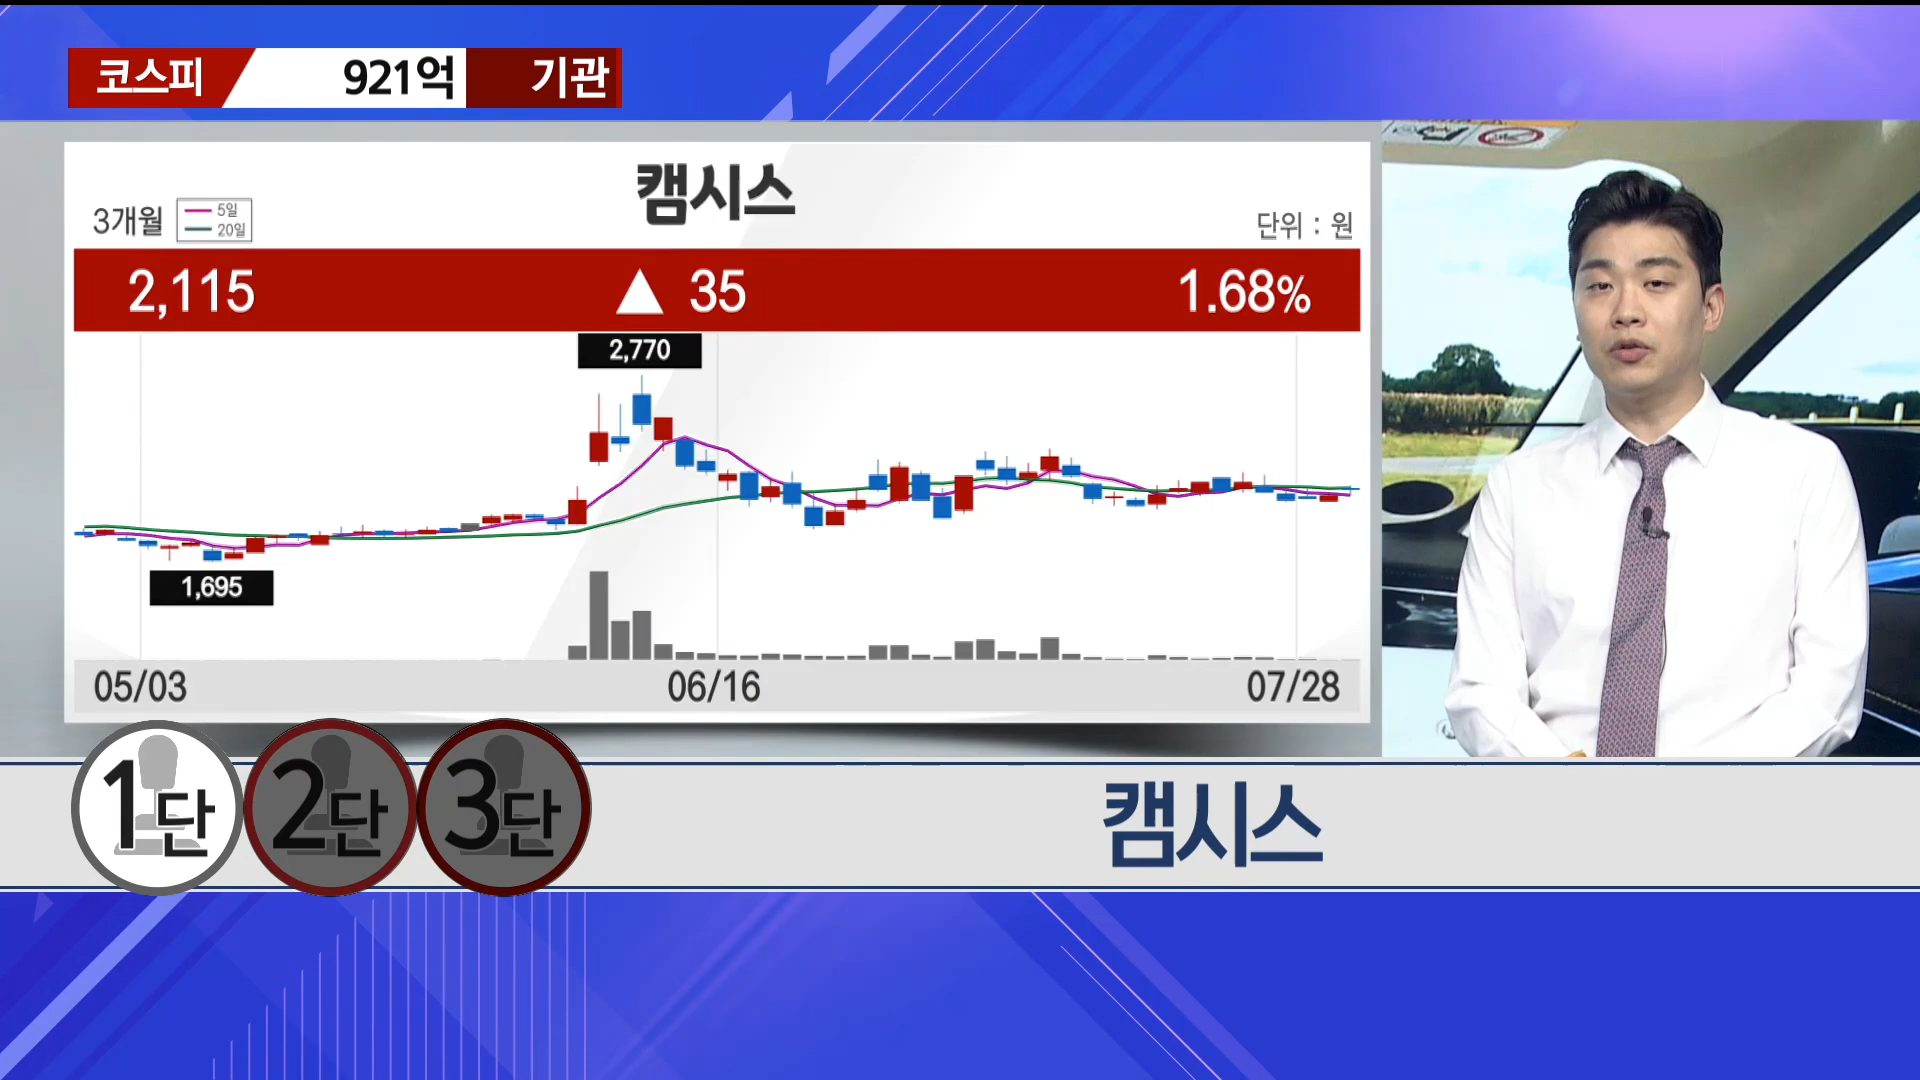 코스피 921억 기관
캠시스
3개월 5일
20일
단위 : 원
2,115 ▲ 35 1.68%
2,770
1,695
05/03 06/16 07/28
1단 2단 3단 캠시스